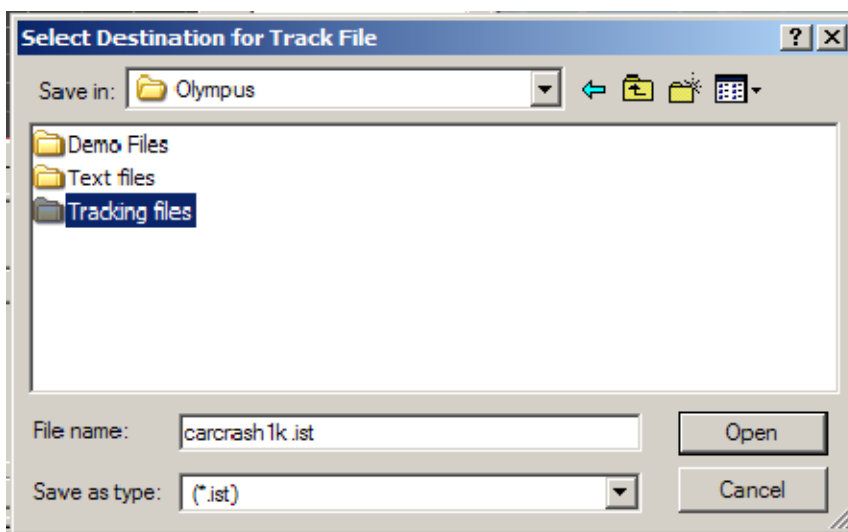 Select Destination for Track File
Save in: Olympus
Demo Files
Text files
Tracking files
File name: carcrash1k.ist
Open
Save as type: (*.ist)
Cancel